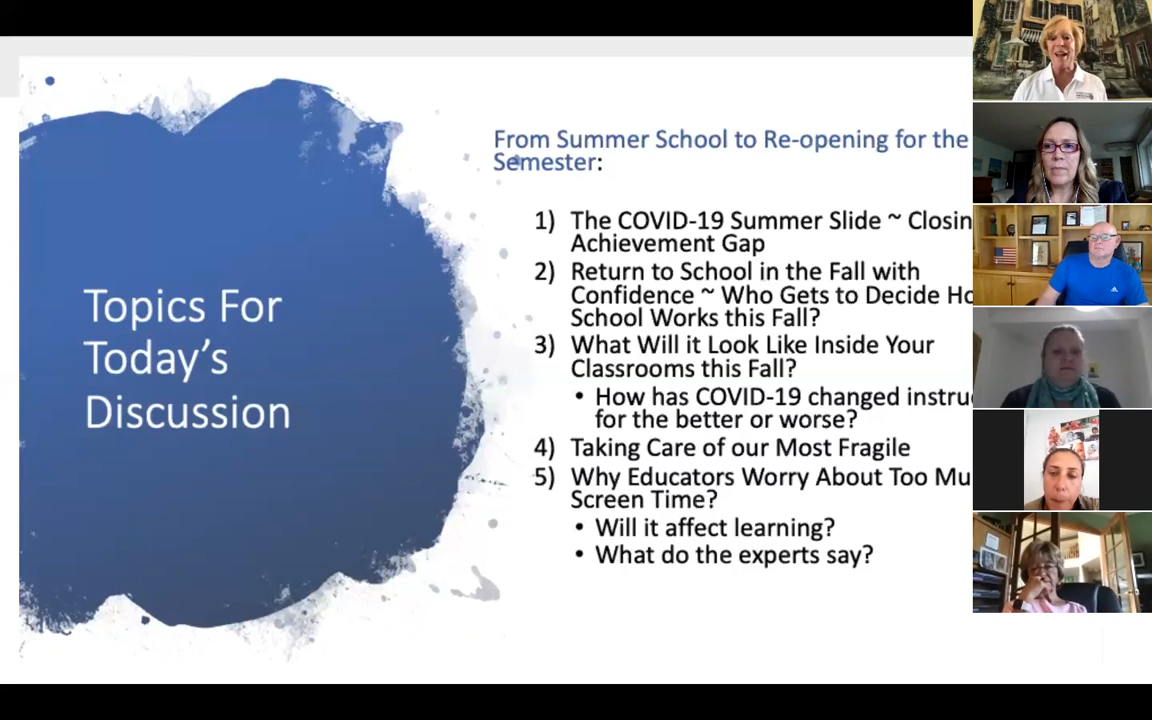 Topics For
Today's
Discussion
From Summer School to Re-opening for the
Semester:
1) The COVID-19 Summer Slide ~ Closin
Achievement Gap
2) Return to School in the Fall with
Confidence ~ Who Gets to Decide Ho
School Works this Fall?
3) What Will it Look Like Inside Your
Classrooms this Fall?
• How has COVID-19 changed instru
for the better or worse?
4) Taking Care of our Most Fragile
5) Why Educators Worry About Too Mu
Screen Time?
• Will it affect learning?
• What do the experts say?